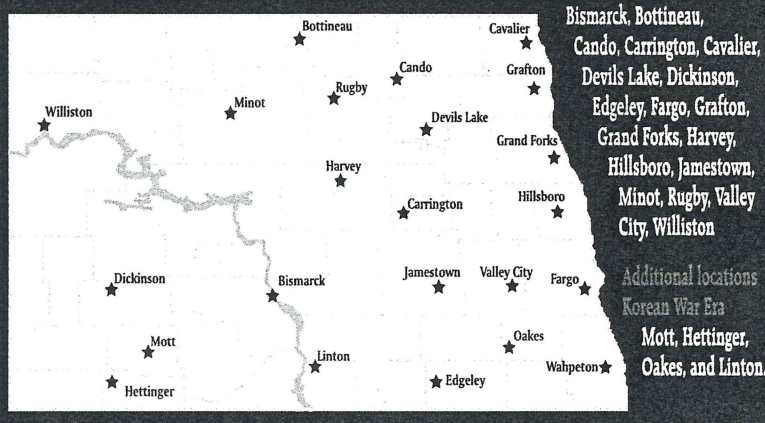 Bottineau
Cavalier
Cando
Grafton
Rugby
Minot
Williston
Devils Lake
Grand Forks
Harvey
Hillsboro
Carrington
Dickinson
Bismarck
Jamestown
Valley City
Fargo
Mott
Oakes
Linton
Wahpeton
Hettinger
Edgeley
Bismarck, Bottineau,
Cando, Carrington, Cavalier,
Devils Lake, Dickinson,
Edgeley, Fargo, Grafton,
Grand Forks, Harvey,
Hillsboro, Jamestown,
Minot, Rugby, Valley
City, Williston
Additional locations
Korean War Era
Mott, Hettinger,
Oakes, and Linton.